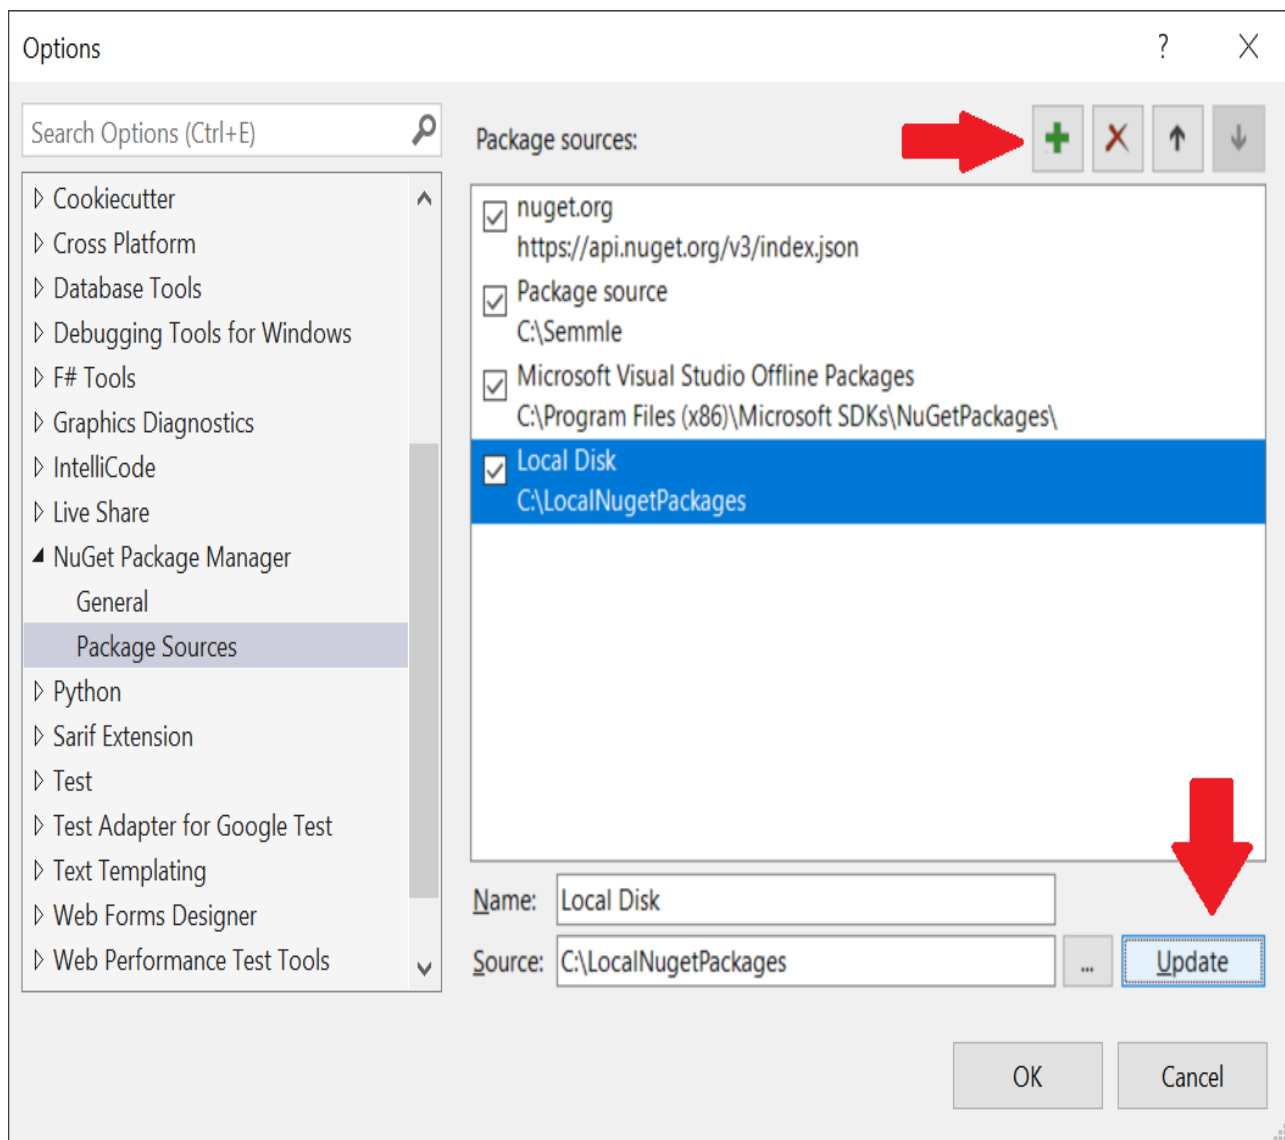 Options
?
Search Options (Ctrl+E)
Cookiecutter
Cross Platform
Database Tools
Debugging Tools for Windows
F# Tools
Graphics Diagnostics
IntelliCode
Live Share
NuGet Package Manager
General
Package Sources
Python
Sarif Extension
Test
Test Adapter for Google Test
Text Templating
Web Forms Designer
Web Performance Test Tools
Package sources:
nuget.org
https://api.nuget.org/v3/index.json
Package source
C:\Semmle
Microsoft Visual Studio Offline Packages
C:\Program Files (x86)\Microsoft SDKs\NuGetPackages\
Local Disk
C:\LocalNugetPackages
Name: Local Disk
Source: C:\LocalNugetPackages ... Update
OK Cancel